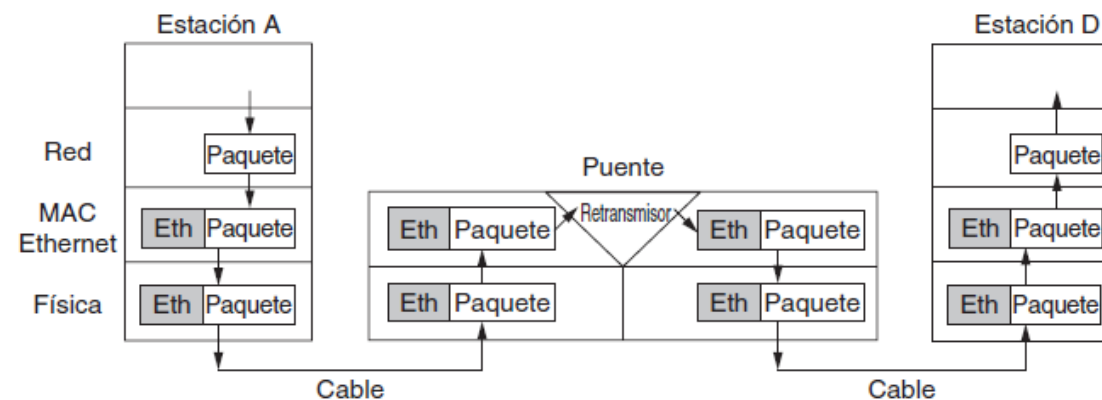 Estación A
Estación D
Red
Paquete
Paquete
Puente
MAC
Ethernet
Eth Paquete
Eth Paquete
Retransmisor
Eth Paquete
Eth Paquete
Física
Eth Paquete
Eth Paquete
Eth Paquete
Eth Paquete
Cable
Cable